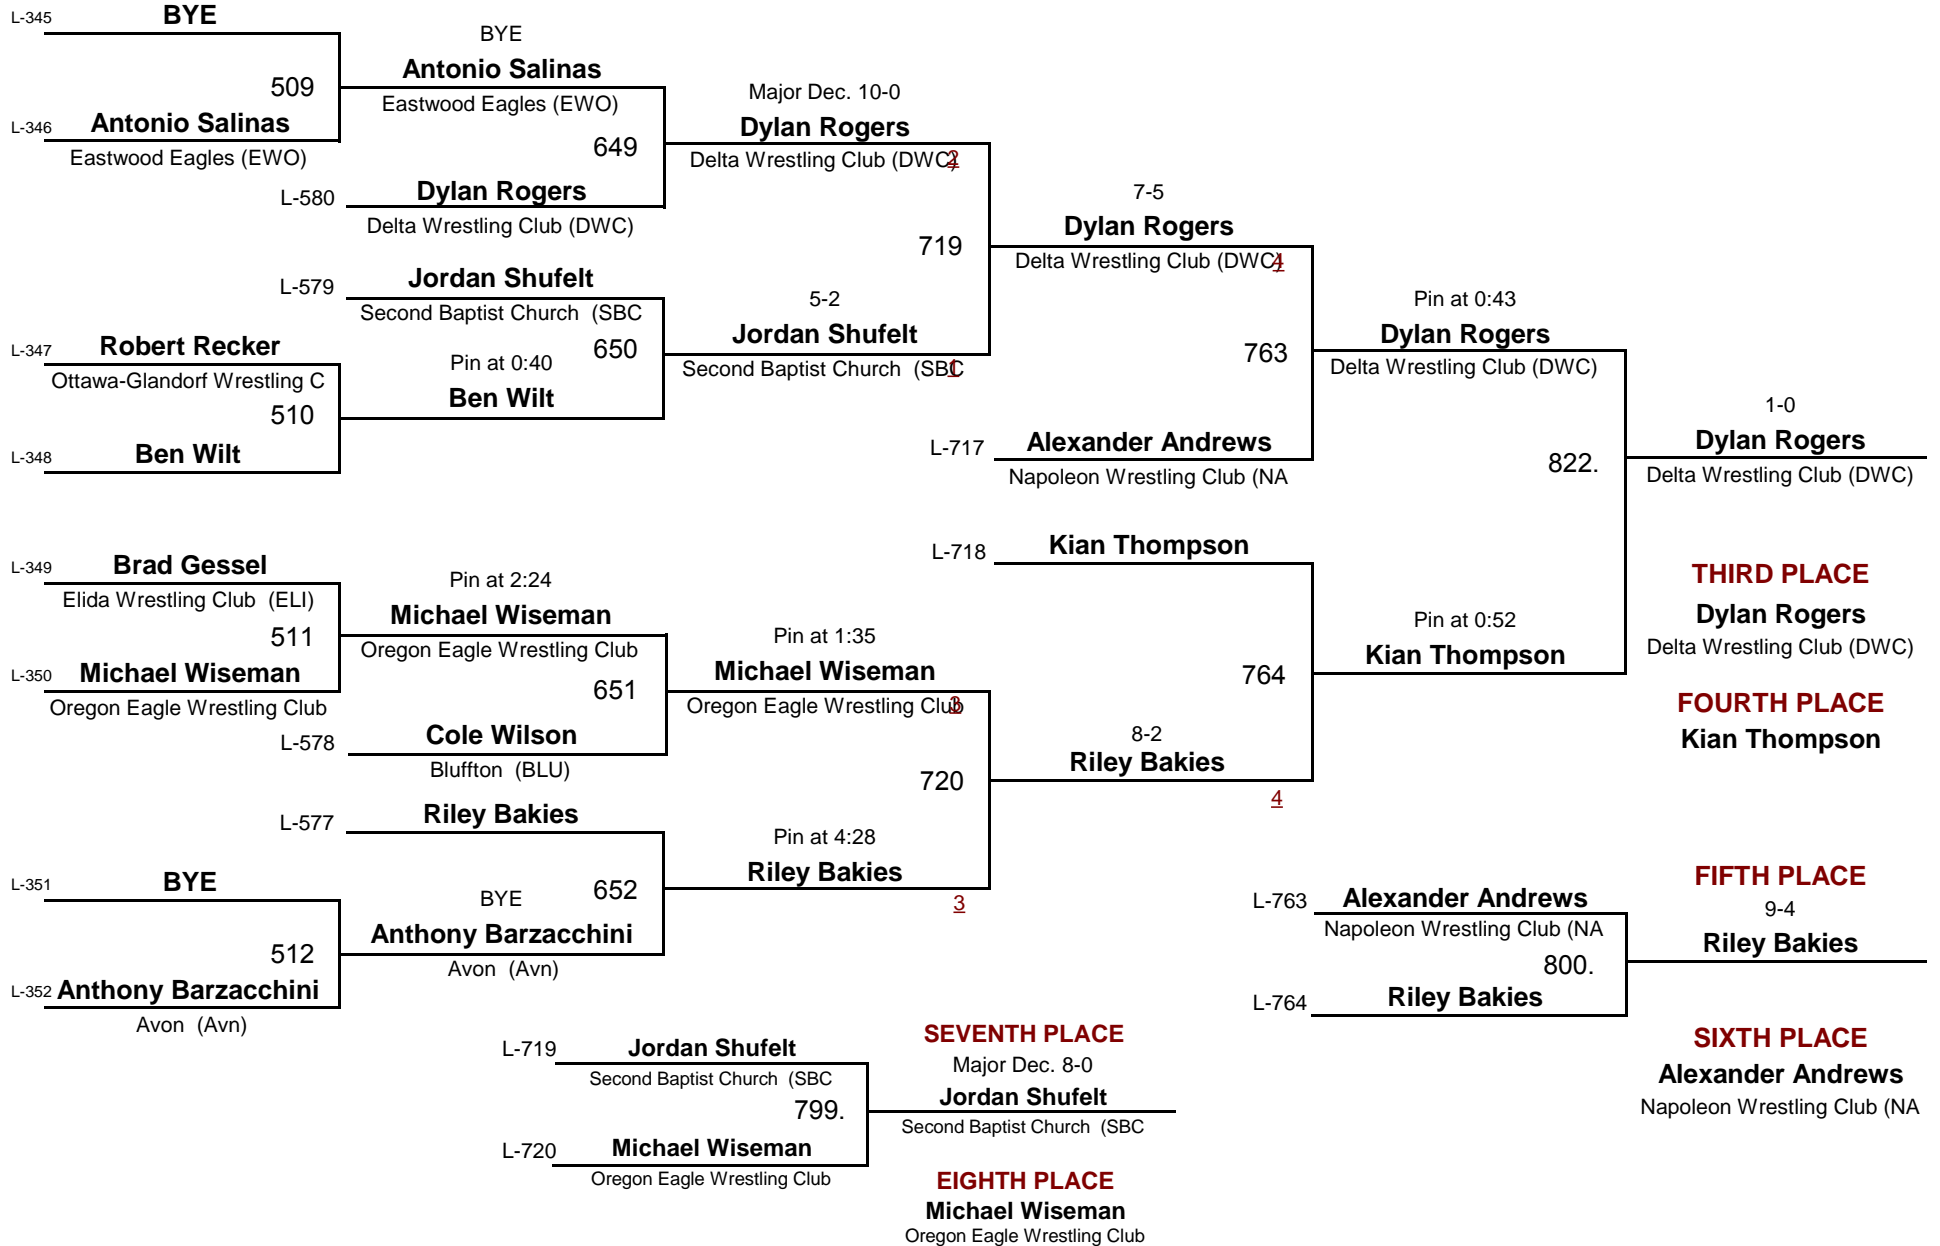 L-345
BYE
509
L-346
Antonio Salinas
Eastwood Eagles (EWO)
BYE
Antonio Salinas
Eastwood Eagles (EWO)
649
L-580
Dylan Rogers
Delta Wrestling Club (DWC)
Major Dec. 10-0
Dylan Rogers
Delta Wrestling Club (DWC)
2
719
L-579
Jordan Shufelt
Second Baptist Church (SBC
650
L-347
Robert Recker
Ottawa-Glandorf Wrestling C
510
L-348
Ben Wilt
Pin at 0:40
Ben Wilt
5-2
Jordan Shufelt
Second Baptist Church (SBC
1
7-5
Dylan Rogers
Delta Wrestling Club (DWC)
4
763
L-717
Alexander Andrews
Napoleon Wrestling Club (NA
Pin at 0:43
Dylan Rogers
Delta Wrestling Club (DWC)
822.
1-0
Dylan Rogers
Delta Wrestling Club (DWC)
L-349
Brad Gessel
Elida Wrestling Club (ELI)
511
L-350
Michael Wiseman
Oregon Eagle Wrestling Club
Pin at 2:24
Michael Wiseman
Oregon Eagle Wrestling Club
651
L-578
Cole Wilson
Bluffton (BLU)
Pin at 1:35
Michael Wiseman
Oregon Eagle Wrestling Club
3
720
L-577
Riley Bakies
652
L-351
BYE
512
L-352
Anthony Barzacchini
Avon (Avn)
BYE
Anthony Barzacchini
Avon (Avn)
Pin at 4:28
Riley Bakies
3
L-718
Kian Thompson
764
8-2
Riley Bakies
4
Pin at 0:52
Kian Thompson
THIRD PLACE
Dylan Rogers
Delta Wrestling Club (DWC)
FOURTH PLACE
Kian Thompson
L-763
Alexander Andrews
Napoleon Wrestling Club (NA
800.
L-764
Riley Bakies
FIFTH PLACE
9-4
Riley Bakies
SIXTH PLACE
Alexander Andrews
Napoleon Wrestling Club (NA
L-719
Jordan Shufelt
Second Baptist Church (SBC
799.
L-720
Michael Wiseman
Oregon Eagle Wrestling Club
SEVENTH PLACE
Major Dec. 8-0
Jordan Shufelt
Second Baptist Church (SBC
EIGHTH PLACE
Michael Wiseman
Oregon Eagle Wrestling Club